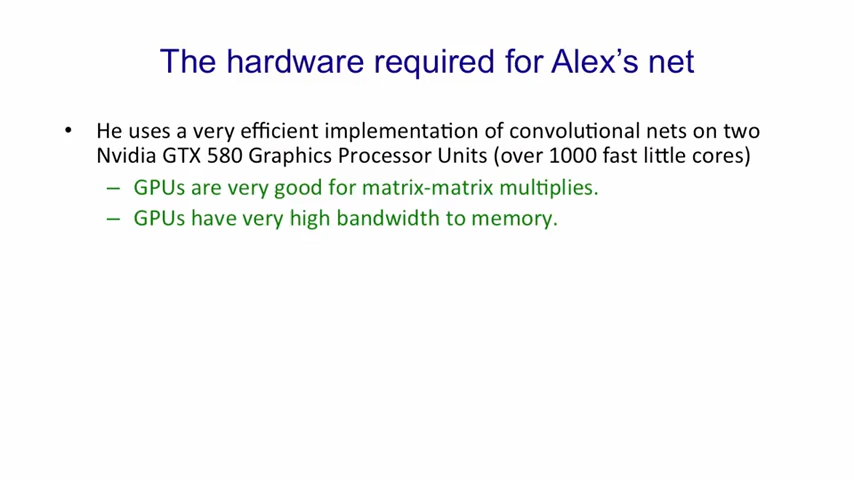 The hardware required for Alex’s net
• He uses a very efficient implementation of convolutional nets on two
Nvidia GTX 580 Graphics Processor Units (over 1000 fast little cores)
– GPUs are very good for matrix-matrix multiplies.
– GPUs have very high bandwidth to memory.